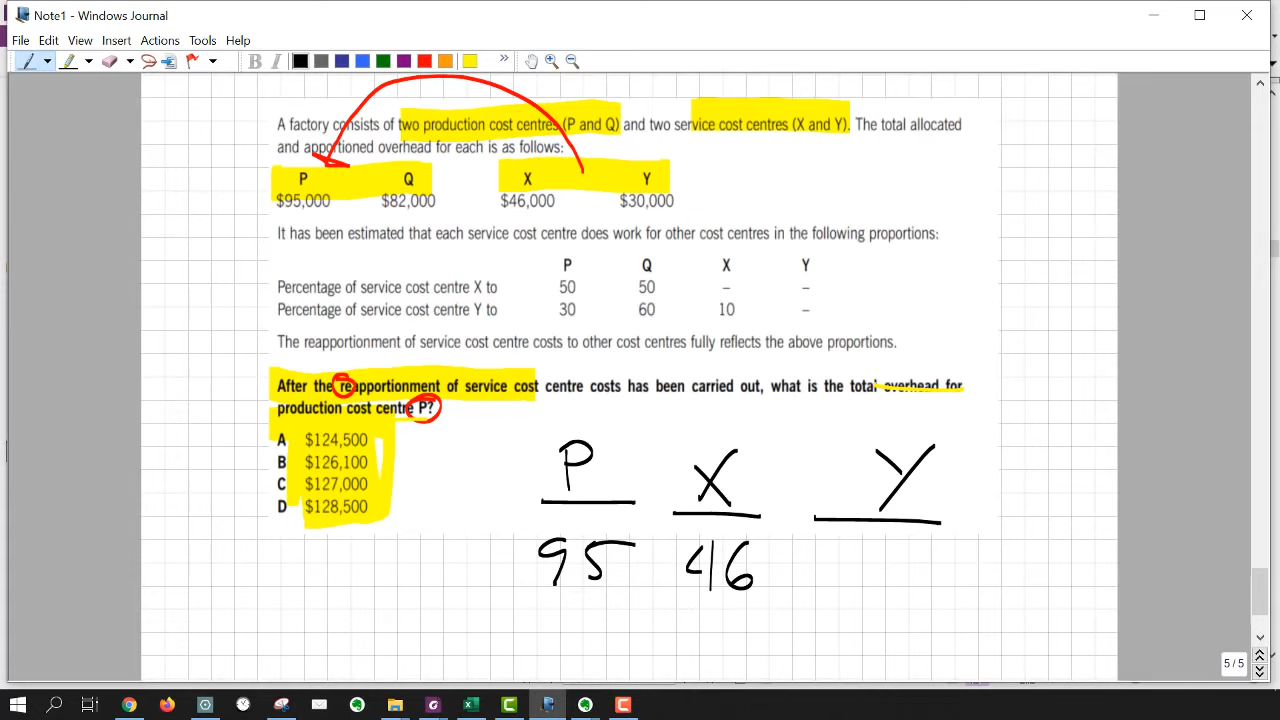 Note1 - Windows Journal
File Edit View Insert Actions Tools Help
B I »
A factory consists of two production cost centres (P and Q) and two service cost centres (X and Y). The total allocated
and apportioned overhead for each is as follows:
P Q X Y
$95,000 $82,000 $46,000 $30,000
It has been estimated that each service cost centre does work for other cost centres in the following proportions:
P Q X Y
Percentage of service cost centre X to 50 50 – –
Percentage of service cost centre Y to 30 60 10 –
The reapportionment of service cost centre costs to other cost centres fully reflects the above proportions.
After the reapportionment of service cost centre costs has been carried out, what is the total overhead for
production cost centre P?
A $124,500
B $126,100
C $127,000
D $128,500
P X Y
95 46
5/5